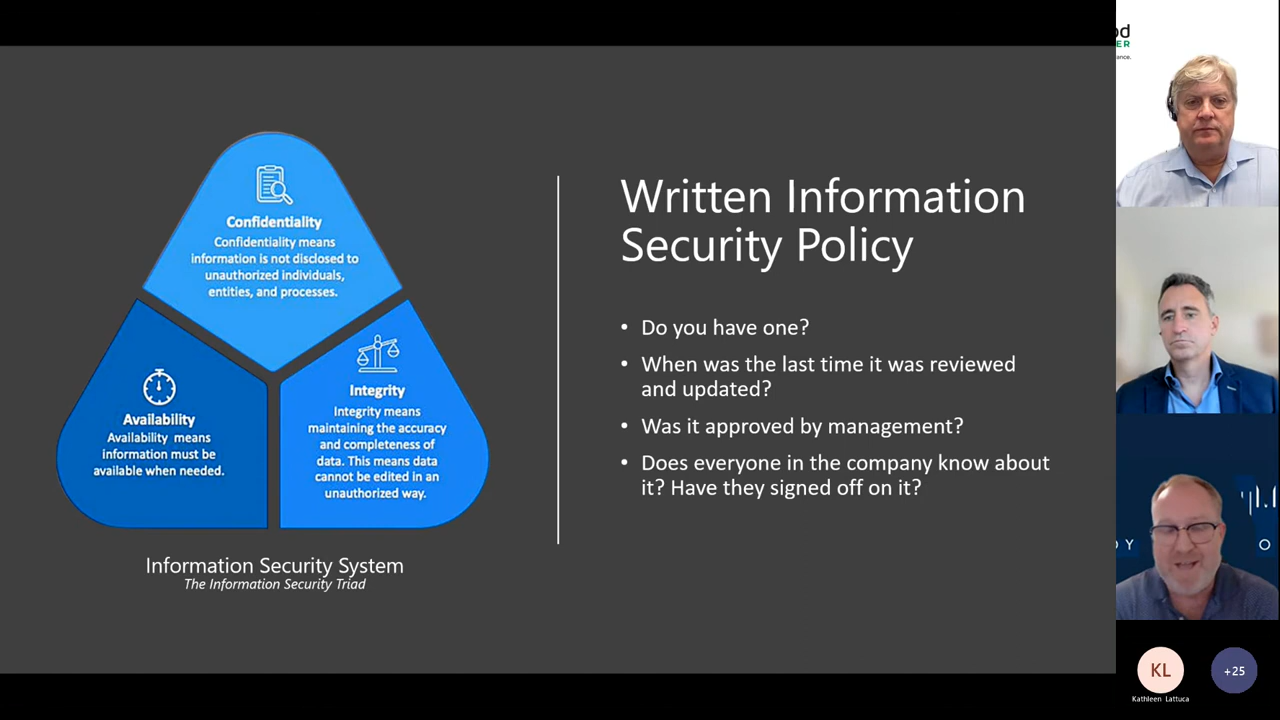 Confidentiality
Confidentiality means
information is not disclosed to
unauthorized individuals,
entities, and processes.
Availability
Availability means
information must be
available when needed.
Integrity
Integrity means
maintaining the accuracy
and completeness of
data. This means data
cannot be edited in an
unauthorized way.
Information Security System
The Information Security Triad
Written Information
Security Policy
• Do you have one?
• When was the last time it was reviewed
and updated?
• Was it approved by management?
• Does everyone in the company know about
it? Have they signed off on it?
od
ER
ance.
DY
O
KL
+25
Kathleen Lattuca